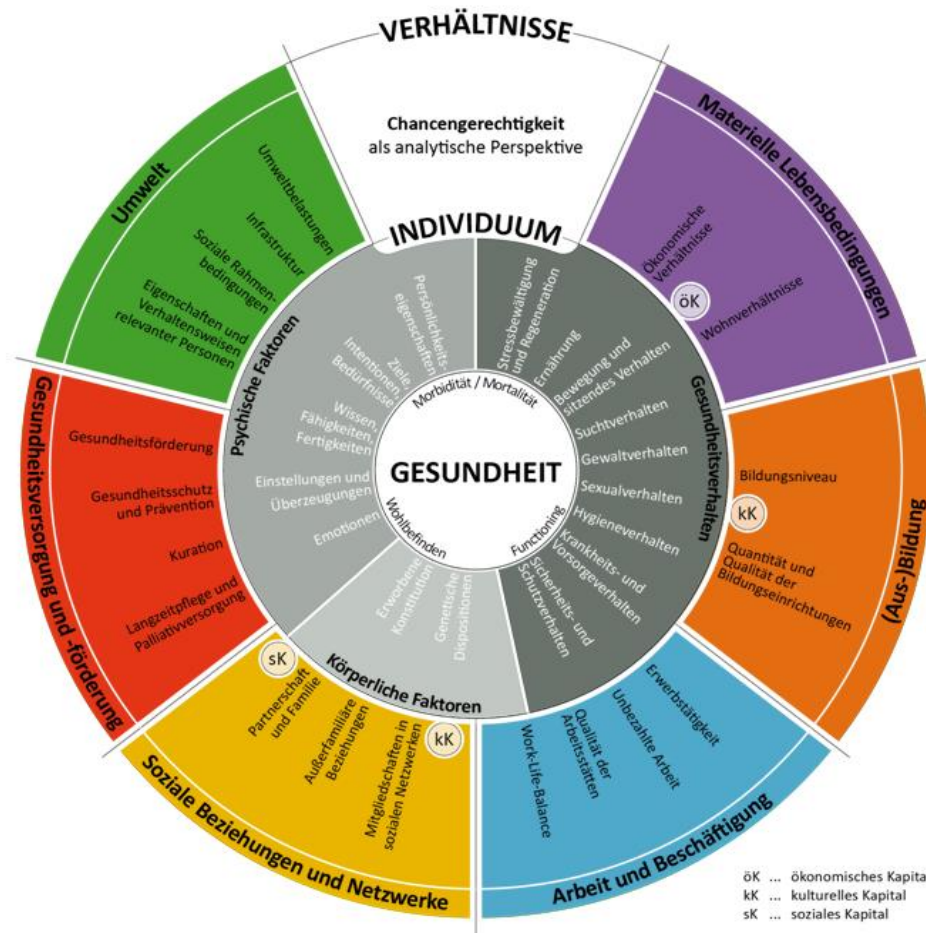 VERHÄLTNISSE
Chancengerechtigkeit
als analytische Perspektive
INDIVIDUUM
Materielle Lebensbedingungen
Ökonomische
Verhältnisse
öK
Wohnverhältnisse
(Aus-)Bildung
Bildungsniveau
kK
Quantität und
Qualität der
Bildungseinrichtungen
Arbeit und Beschäftigung
Erwerbstätigkeit
Unbezahlte Arbeit
Qualität der
Arbeitsstätten
Work-Life-Balance
Soziale Beziehungen und Netzwerke
kK
Mitgliedschaften in
sozialen Netzwerken
Außerfamiliäre
Beziehungen
sK
Partnerschaft
und Familie
Gesundheitsversorgung und -förderung
Gesundheitsförderung
Gesundheitsschutz
und Prävention
Kuration
Langzeitpflege und
Palliativversorgung
Umwelt
Umweltbelastungen
Infrastruktur
Soziale Rahmen-
bedingungen
Eigenschaften und
Verhaltensweisen
relevanter Personen
Psychische Faktoren
Persönlichkeits-
eigenschaften
Ziele,
Intentionen,
Bedürfnisse
Wissen,
Fähigkeiten,
Fertigkeiten
Einstellungen und
Überzeugungen
Emotionen
Gesundheitsverhalten
Stressbewältigung
und Regeneration
Ernährung
Bewegung und
sitzendes Verhalten
Suchtverhalten
Gewaltverhalten
Sexualverhalten
Hygieneverhalten
Krankheits- und
Vorsorgeverhalten
Sicherheits- und
Schutzverhalten
Körperliche Faktoren
Erworbene
Konstitution
Genetische
Dispositionen
Morbidität / Mortalität
GESUNDHEIT
Wohlbefinden
Functioning
öK ... ökonomisches Kapital
kK ... kulturelles Kapital
sK ... soziales Kapital